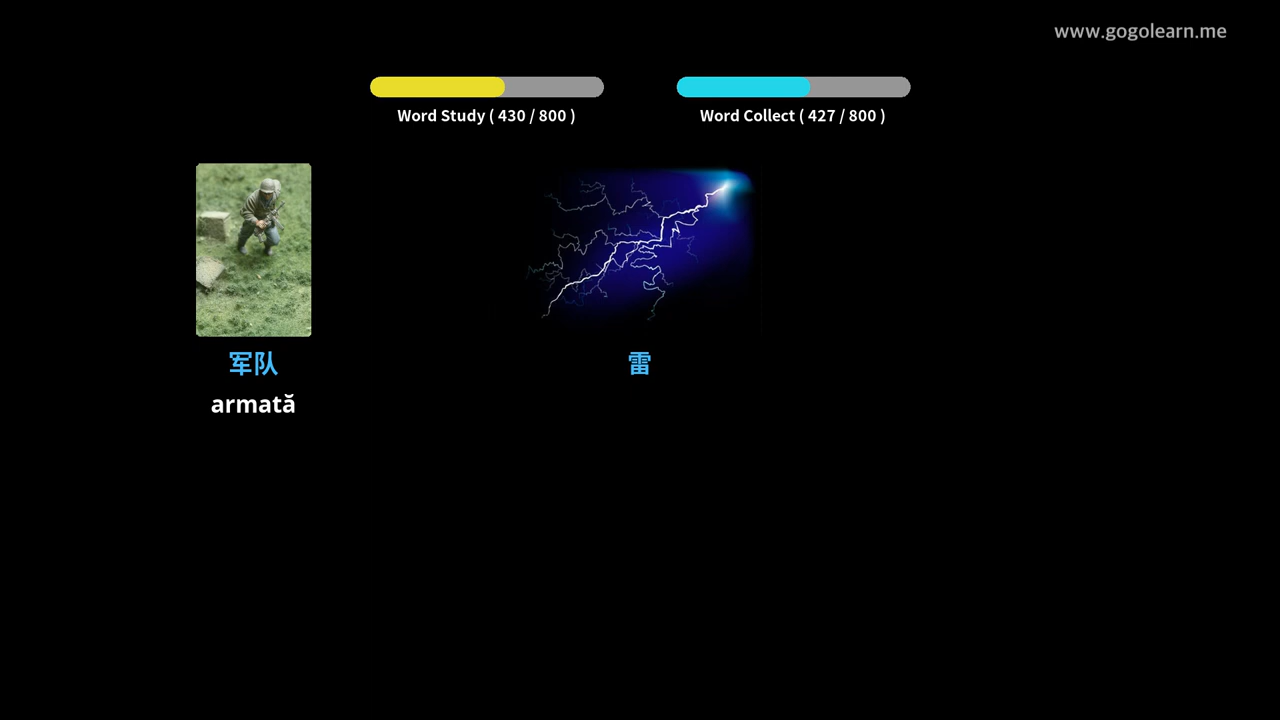 www.gogolearn.me
Word Study ( 430 / 800 )
Word Collect ( 427 / 800 )
军队
雷
armată